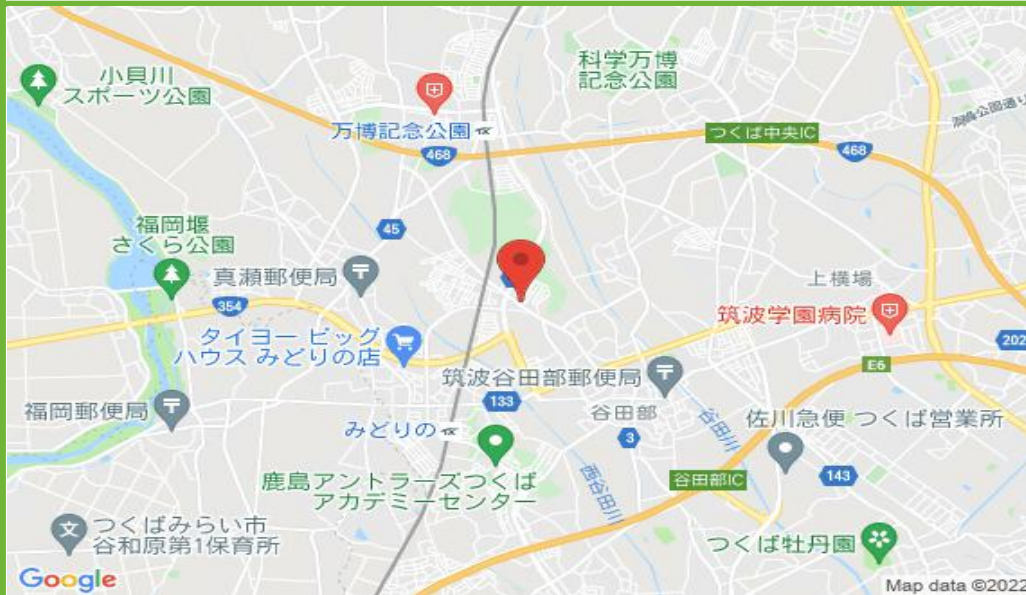 小貝川
スポーツ公園
科学万博
記念公園
万博記念公園
468
つくば中央IC
468
洞峰公園通り
福岡堰
さくら公園
45
真瀬郵便局
354
上横場
筑波学園病院
タイヨー ビッグ
ハウス みどりの店
202
E6
筑波谷田部郵便局
133
福岡郵便局
谷田部
谷田川
佐川急便 つくば営業所
みどりの
3
鹿島アントラーズつくば
アカデミーセンター
西谷田川
谷田部IC
143
つくばみらい市
谷和原第1保育所
つくば牡丹園
Google
Map data ©2022